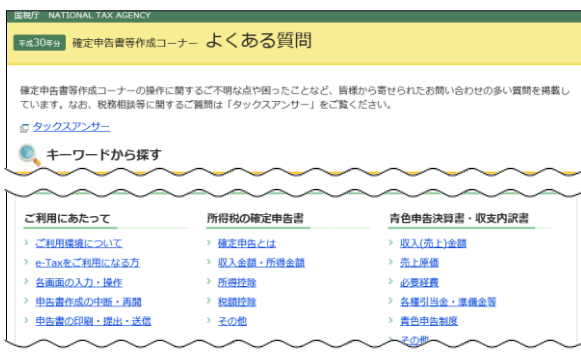 国税庁 NATIONAL TAX AGENCY
平成30年分 確定申告書等作成コーナー よくある質問
確定申告書等作成コーナーの操作に関するご不明な点や困ったことなど、皆様から寄せられたお問い合わせの多い質問を掲載し
ています。なお、税務相談等に関するご質問は「タックスアンサー」をご覧ください。
タックスアンサー
キーワードから探す
ご利用にあたって
ご利用環境について
e-Taxをご利用になる方
各画面の入力・操作
申告書作成の中断・再開
申告書の印刷・提出・送信
所得税の確定申告書
確定申告とは
収入金額・所得金額
所得控除
税額控除
その他
青色申告決算書・収支内訳書
収入(売上)金額
売上原価
必要経費
各種引当金・準備金等
青色申告制度
その他